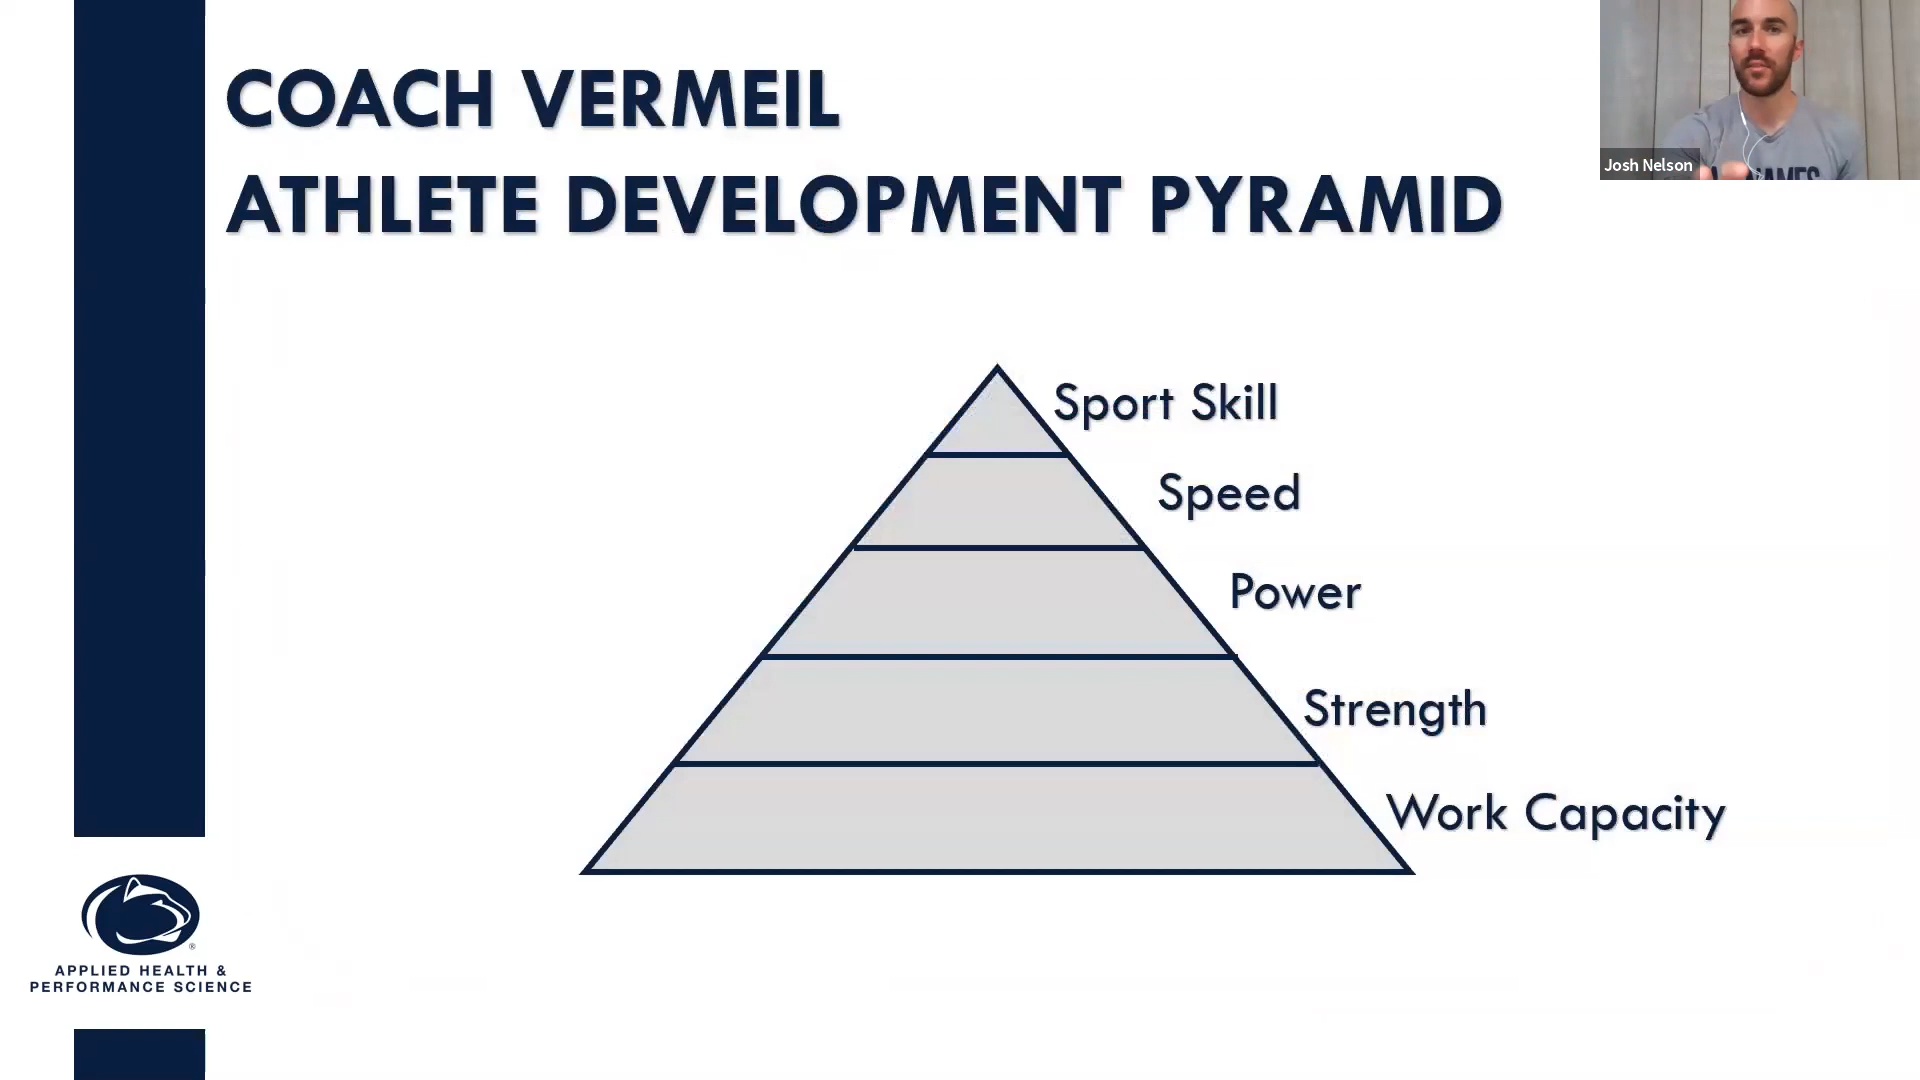 COACH VERMEIL
ATHLETE DEVELOPMENT PYRAMID
Josh Nelson
Sport Skill
Speed
Power
Strength
Work Capacity
®
APPLIED HEALTH &
PERFORMANCE SCIENCE